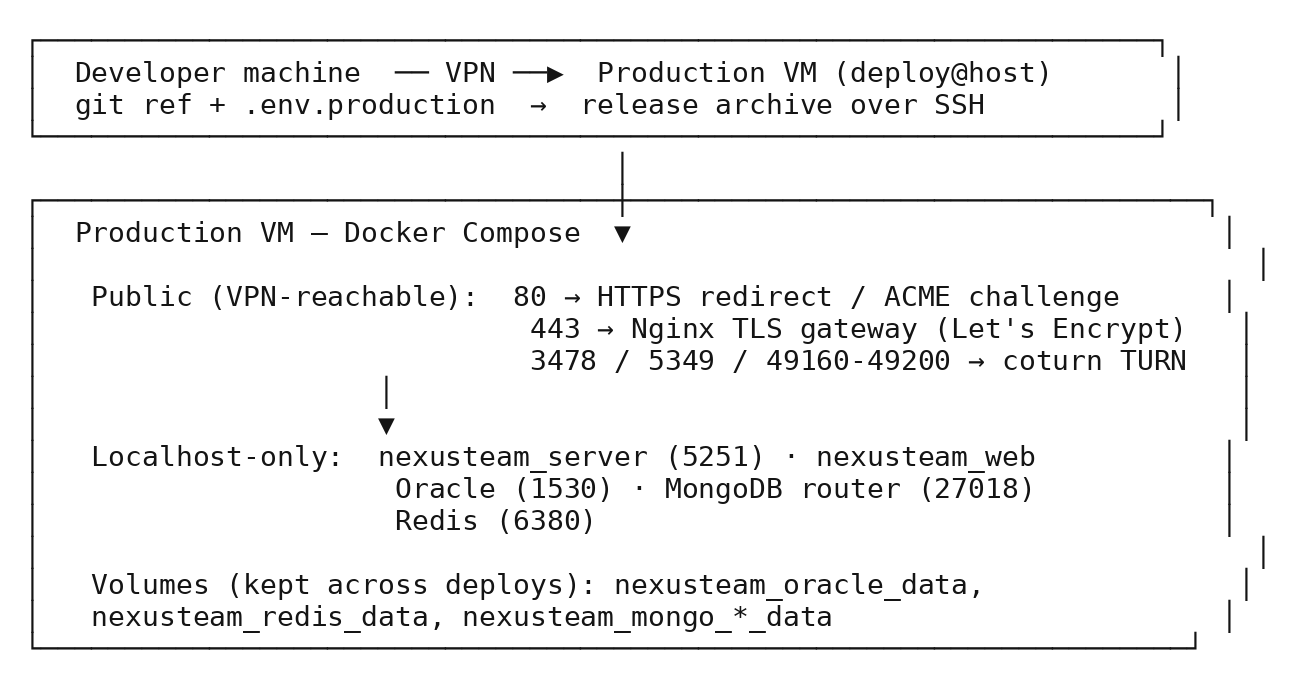 Developer machine ── VPN ──▶ Production VM (deploy@host)
git ref + .env.production → release archive over SSH
Production VM — Docker Compose ▼
Public (VPN-reachable): 80 → HTTPS redirect / ACME challenge
443 → Nginx TLS gateway (Let's Encrypt)
3478 / 5349 / 49160-49200 → coturn TURN
▼
Localhost-only: nexusteam_server (5251) · nexusteam_web
Oracle (1530) · MongoDB router (27018)
Redis (6380)
Volumes (kept across deploys): nexusteam_oracle_data,
nexusteam_redis_data, nexusteam_mongo_*_data